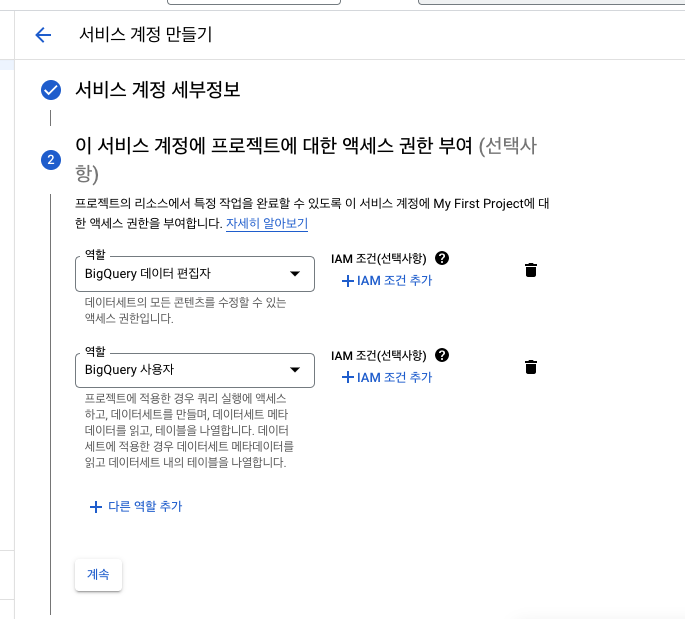 서비스 계정 만들기
서비스 계정 세부정보
2
이 서비스 계정에 프로젝트에 대한 액세스 권한 부여 (선택사
항)
프로젝트의 리소스에서 특정 작업을 완료할 수 있도록 이 서비스 계정에 My First Project에 대
한 액세스 권한을 부여합니다. 자세히 알아보기
역할
BigQuery 데이터 편집자
IAM 조건(선택사항) ?
+ IAM 조건 추가
데이터세트의 모든 콘텐츠를 수정할 수 있는
액세스 권한입니다.
역할
BigQuery 사용자
IAM 조건(선택사항) ?
+ IAM 조건 추가
프로젝트에 적용한 경우 쿼리 실행에 액세스
하고, 데이터세트를 만들며, 데이터세트 메타
데이터를 읽고, 테이블을 나열합니다. 데이터
세트에 적용한 경우 데이터세트 메타데이터를
읽고 데이터세트 내의 테이블을 나열합니다.
+ 다른 역할 추가
계속